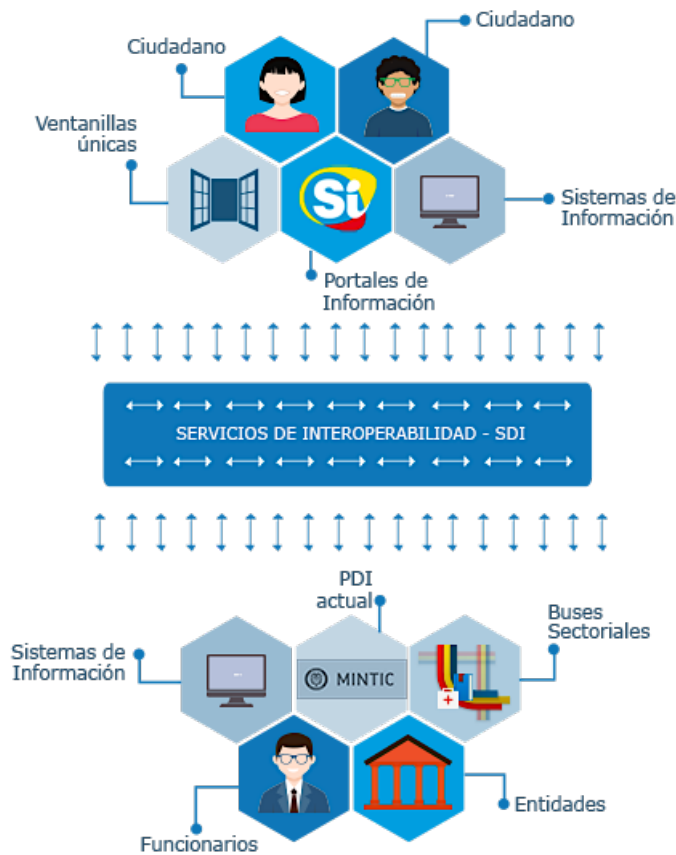 Ciudadano
Ciudadano
Ventanillas
únicas
Si
Sistemas de
Información
Portales de
Información
SERVICIOS DE INTEROPERABILIDAD - SDI
PDI
actual
Buses
Sectoriales
Sistemas de
Información
MINTIC
Entidades
Funcionarios